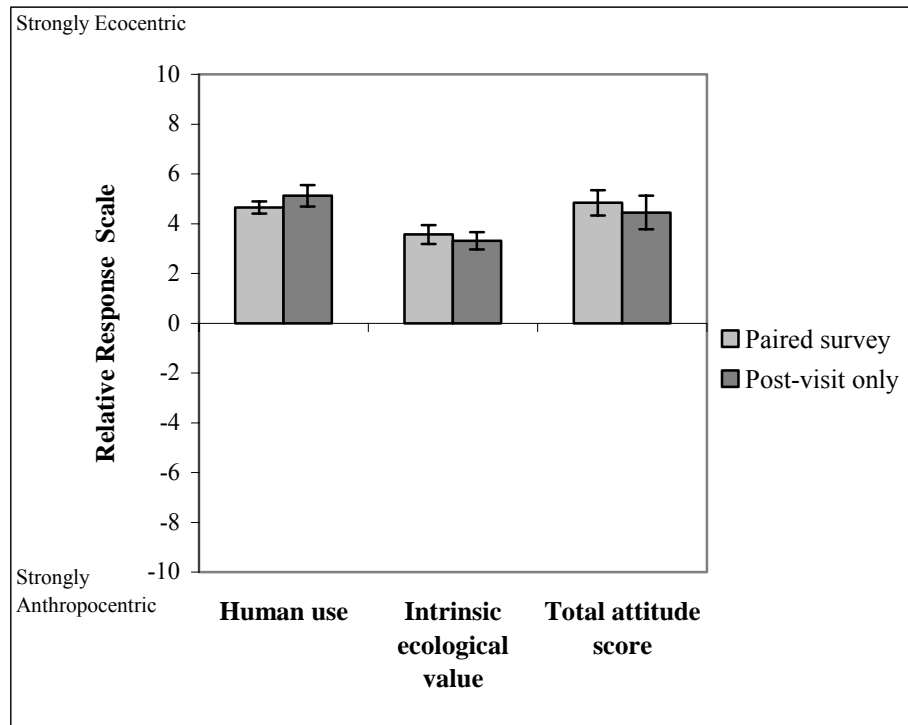 Strongly Ecocentric
10
8
6
4
2
0
-2
-4
-6
-8
-10
Relative Response Scale
Strongly
Anthropocentric
Human use
Intrinsic
ecological
value
Total attitude
score
Paired survey
Post-visit only